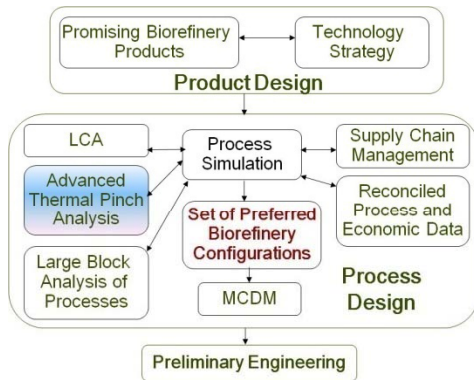 Promising Biorefinery
Products
Technology
Strategy
Product Design
LCA
Process
Simulation
Supply Chain
Management
Advanced
Thermal Pinch
Analysis
Reconciled
Process and
Economic Data
Set of Preferred
Biorefinery
Configurations
Large Block
Analysis of
Processes
MCDM
Process
Design
Preliminary Engineering